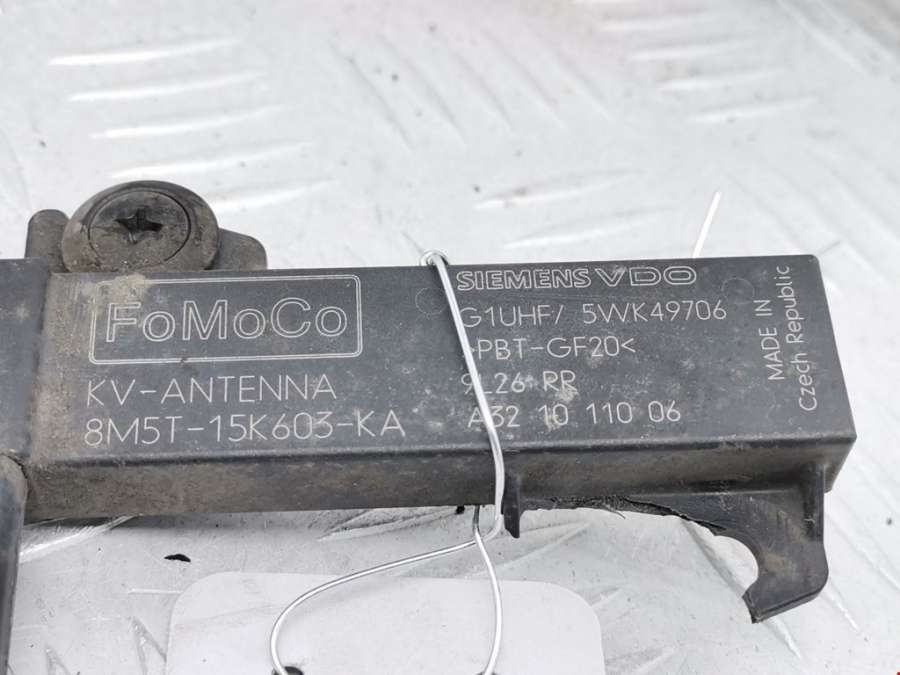 FoMoCo
KV-ANTENNA
8M5T-15K603-KA
SIEMENS VDO
G1UHF/ 5WK49706
>PBT-GF20<
9L26 RR
A32 10 110 06
MADE IN
Czech Republic